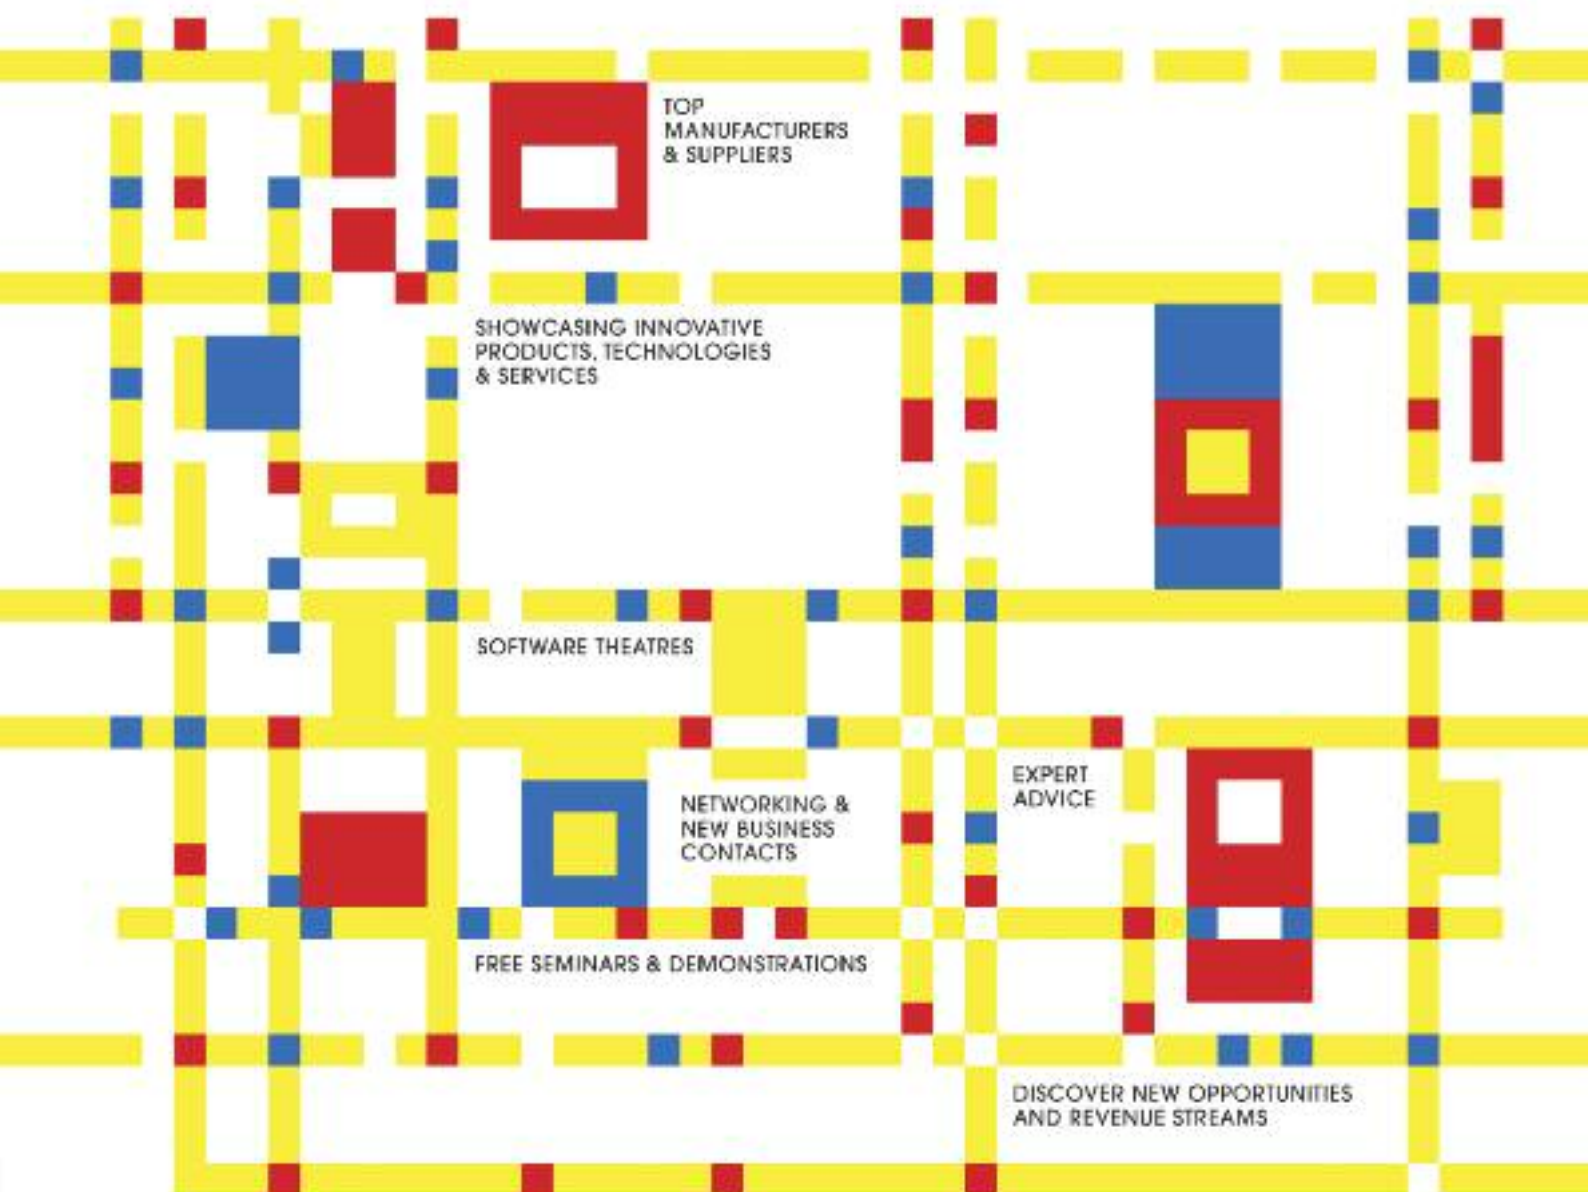 TOP
MANUFACTURERS
& SUPPLIERS
SHOWCASING INNOVATIVE
PRODUCTS, TECHNOLOGIES
& SERVICES
SOFTWARE THEATRES
NETWORKING &
NEW BUSINESS
CONTACTS
EXPERT
ADVICE
FREE SEMINARS & DEMONSTRATIONS
DISCOVER NEW OPPORTUNITIES
AND REVENUE STREAMS